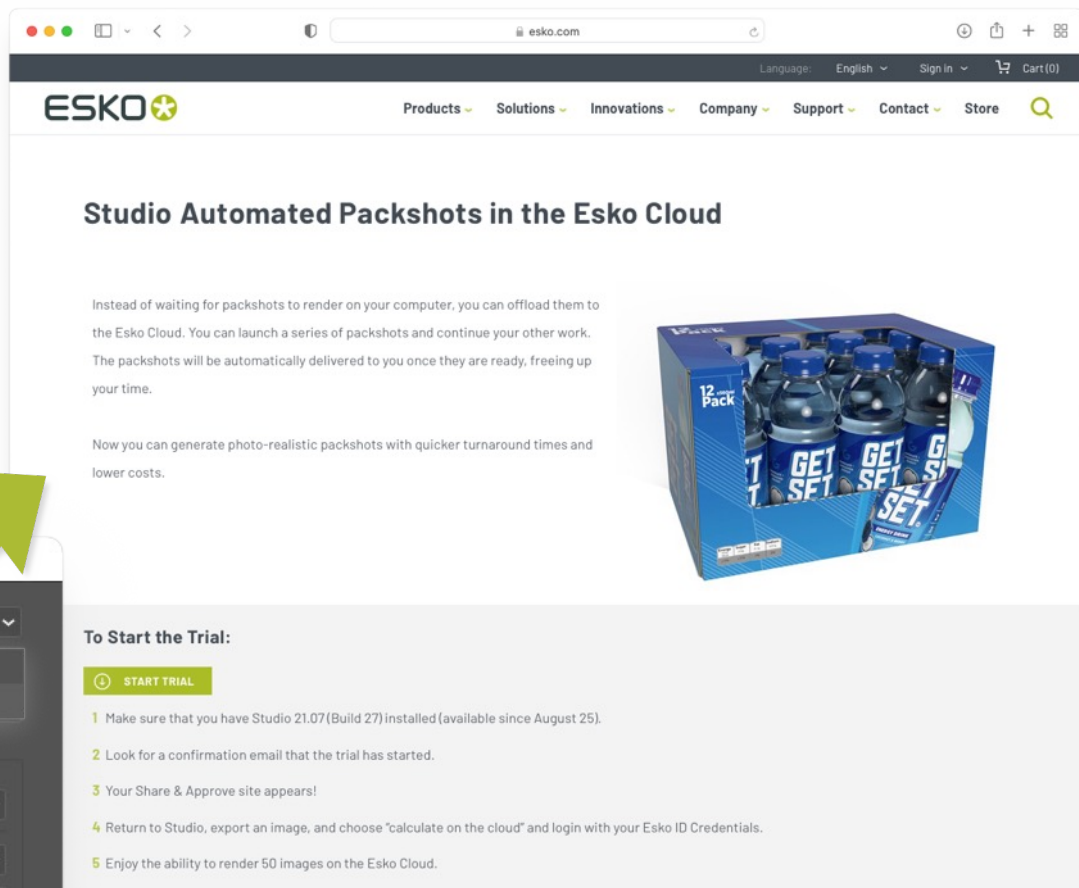 esko.com
Language: English Sign in Cart (0)
ESKO
Products Solutions Innovations Company Support Contact Store
Studio Automated Packshots in the Esko Cloud
Instead of waiting for packshots to render on your computer, you can offload them to
the Esko Cloud. You can launch a series of packshots and continue your other work.
The packshots will be automatically delivered to you once they are ready, freeing up
your time.
Now you can generate photo-realistic packshots with quicker turnaround times and
lower costs.
12
Pack
GET
SET
GET
SET
SET
ENERGY DRINK
To Start the Trial:
START TRIAL
1 Make sure that you have Studio 21.07 (Build 27) installed (available since August 25).
2 Look for a confirmation email that the trial has started.
3 Your Share & Approve site appears!
4 Return to Studio, export an image, and choose "calculate on the cloud" and login with your Esko ID Credentials.
5 Enjoy the ability to render 50 images on the Esko Cloud.